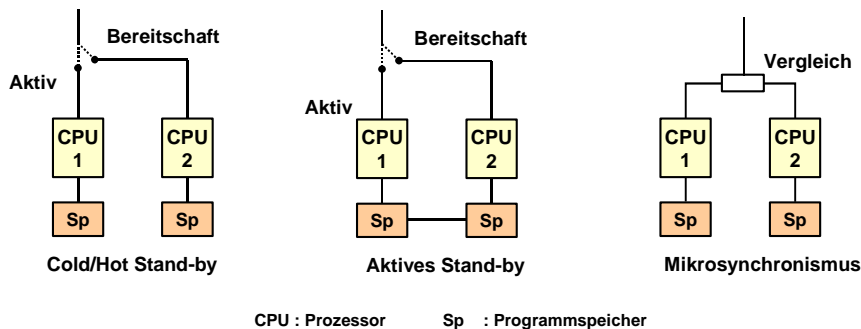 Bereitschaft
Aktiv
CPU
1
CPU
2
Sp
Sp
Cold/Hot Stand-by
Bereitschaft
Aktiv
CPU
1
CPU
2
Sp
Sp
Aktives Stand-by
Vergleich
CPU
1
CPU
2
Sp
Sp
Mikrosynchronismus
CPU : Prozessor Sp : Programmspeicher